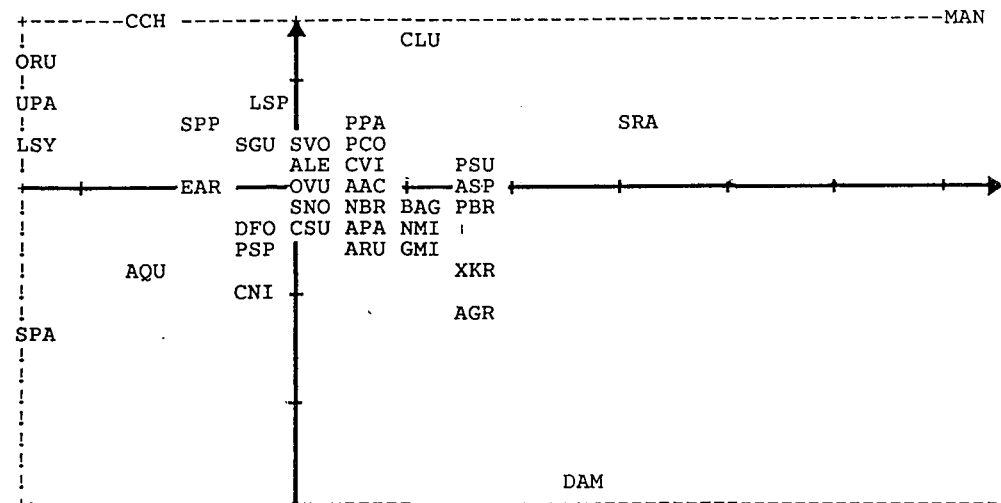 CCH MAN
CLU
ORU
UPA LSP
SPP PPA SRA
LSY SGU SVO PCO
ALE CVI PSU
EAR OVU AAC ASP
SNO NBR BAG PBR
DFO CSU APA NMI
PSP ARU GMI
AQU XKR
CNI
AGR
SPA
DAM